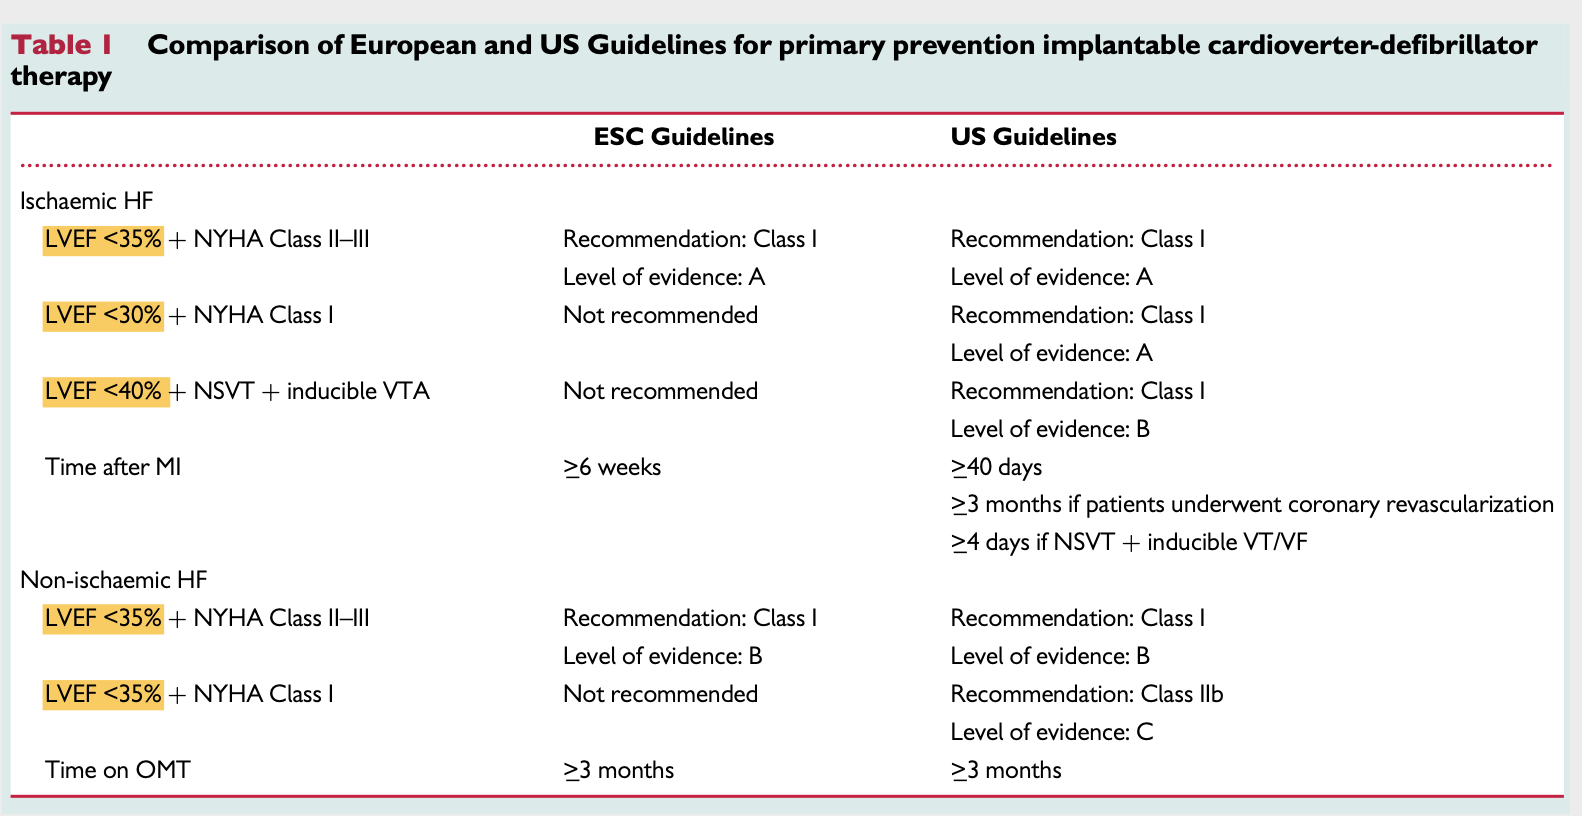 Table 1 Comparison of European and US Guidelines for primary prevention implantable cardioverter-defibrillator
therapy
ESC Guidelines US Guidelines
Ischaemic HF
LVEF <35% + NYHA Class II–III Recommendation: Class I Recommendation: Class I
Level of evidence: A Level of evidence: A
LVEF <30% + NYHA Class I Not recommended Recommendation: Class I
Level of evidence: A
LVEF <40% + NSVT + inducible VTA Not recommended Recommendation: Class I
Level of evidence: B
Time after MI ≥6 weeks ≥40 days
≥3 months if patients underwent coronary revascularization
≥4 days if NSVT + inducible VT/VF
Non-ischaemic HF
LVEF <35% + NYHA Class II–III Recommendation: Class I Recommendation: Class I
Level of evidence: B Level of evidence: B
LVEF <35% + NYHA Class I Not recommended Recommendation: Class IIb
Level of evidence: C
Time on OMT ≥3 months ≥3 months